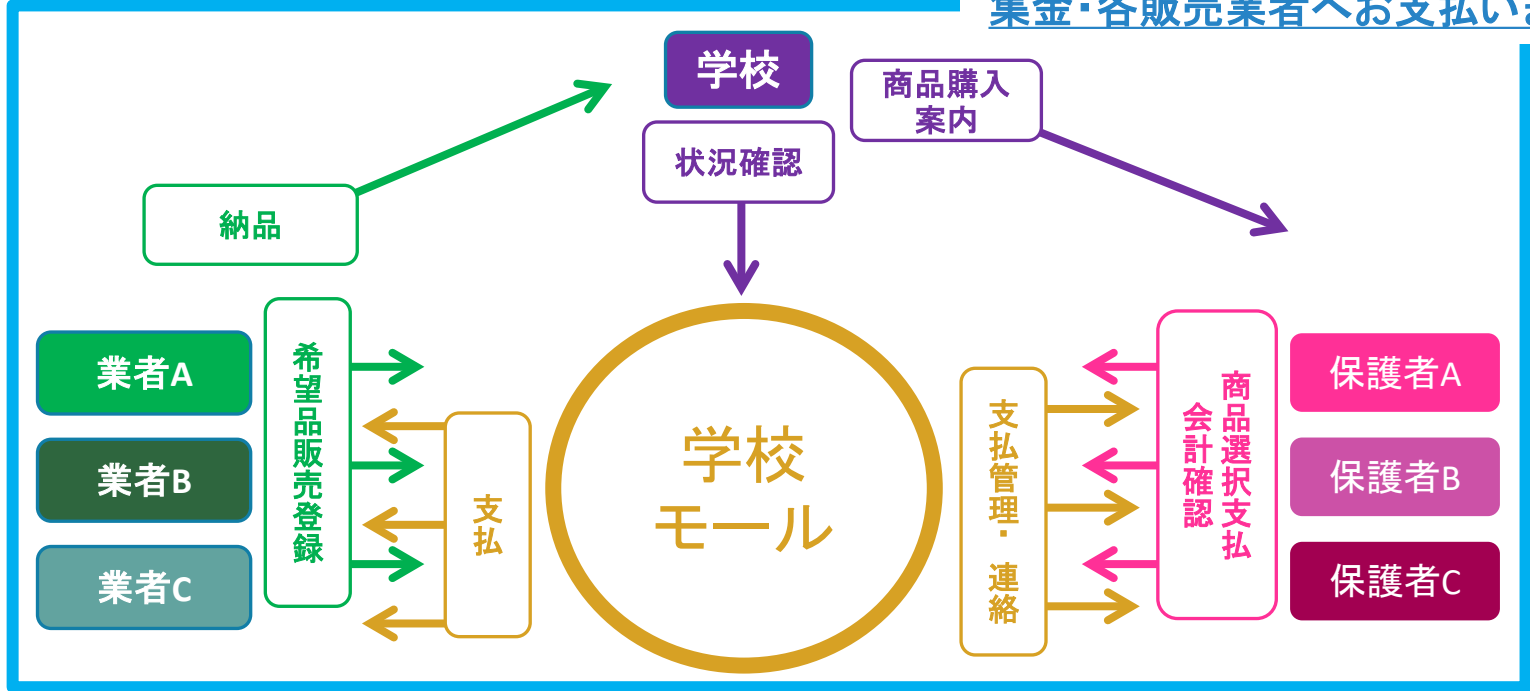 集金・各販売業者へお支払い
学校
商品購入
案内
状況確認
納品
希望品販売登録
業者A
業者B
業者C
支払
学校
モール
支払管理・連絡
商品選択支払
会計確認
保護者A
保護者B
保護者C